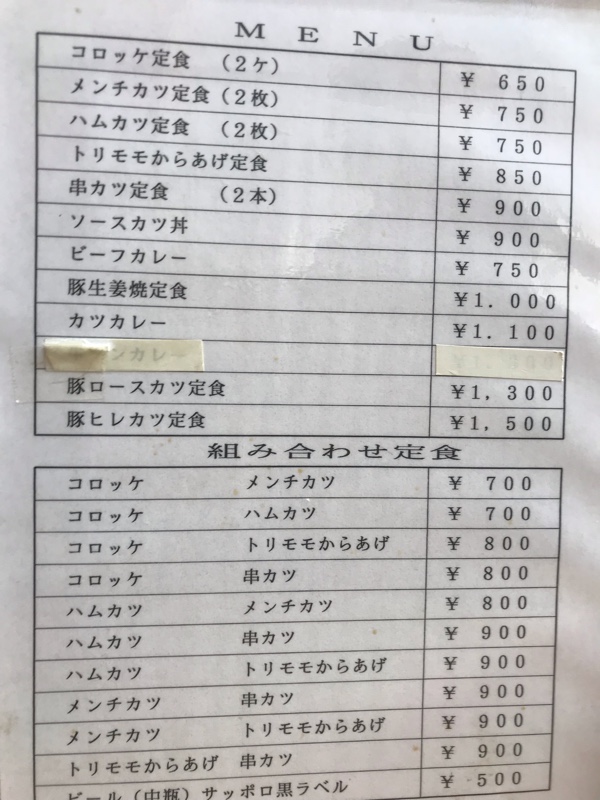 ＭＥＮＵ
コロッケ定食　（２ケ） ￥ ６５０
メンチカツ定食（２枚） ￥ ７５０
ハムカツ定食　（２枚） ￥ ７５０
トリモモからあげ定食 ￥ ８５０
串カツ定食　　（２本） ￥ ９００
ソースカツ丼 ￥ ９００
ビーフカレー ￥ ７５０
豚生姜焼定食 ￥１．０００
カツカレー ￥１．１００
豚ロースカツ定食 ￥１，３００
豚ヒレカツ定食 ￥１，５００
組み合わせ定食
コロッケ　メンチカツ ￥ ７００
コロッケ　ハムカツ ￥ ７００
コロッケ　トリモモからあげ ￥ ８００
コロッケ　串カツ ￥ ８００
ハムカツ　メンチカツ ￥ ８００
ハムカツ　串カツ ￥ ９００
ハムカツ　トリモモからあげ ￥ ９００
メンチカツ　串カツ ￥ ９００
メンチカツ　トリモモからあげ ￥ ９００
トリモモからあげ　串カツ ￥ ９００
ビール（中瓶）サッポロ黒ラベル ￥ ５００